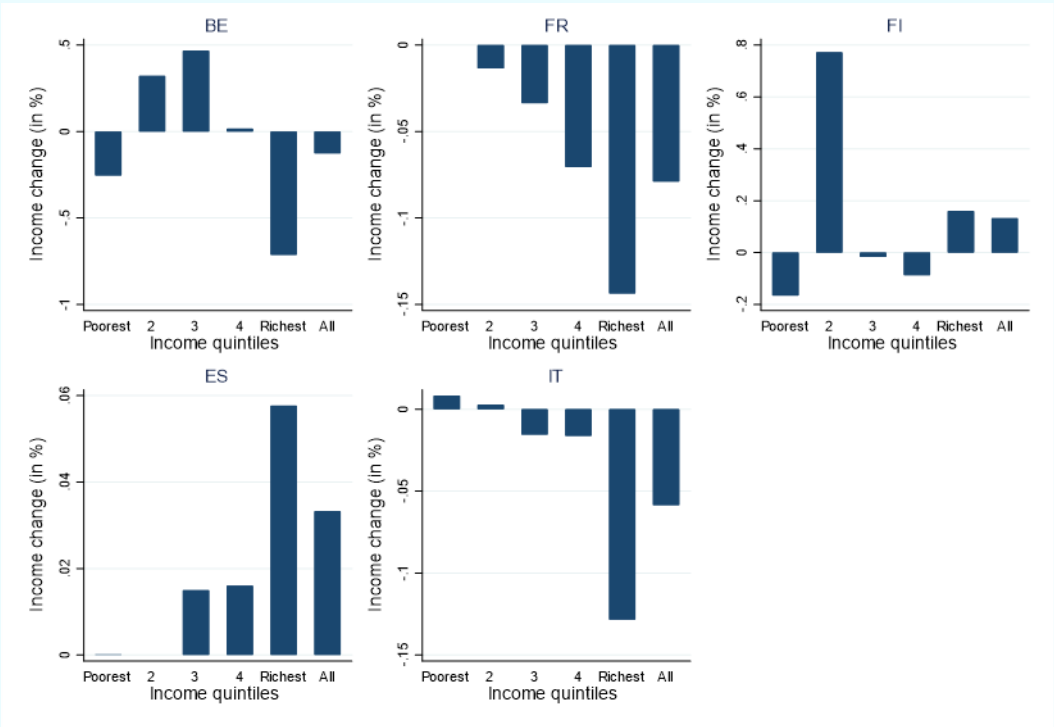 BE
Income change (in %)
.5
0
-.5
-1
Poorest 2 3 4 Richest All
Income quintiles
FR
Income change (in %)
0
-.05
-.1
-.15
Poorest 2 3 4 Richest All
Income quintiles
FI
Income change (in %)
.8
.6
.4
.2
0
-.2
Poorest 2 3 4 Richest All
Income quintiles
ES
Income change (in %)
.06
.04
.02
0
Poorest 2 3 4 Richest All
Income quintiles
IT
Income change (in %)
0
-.05
-.1
-.15
Poorest 2 3 4 Richest All
Income quintiles